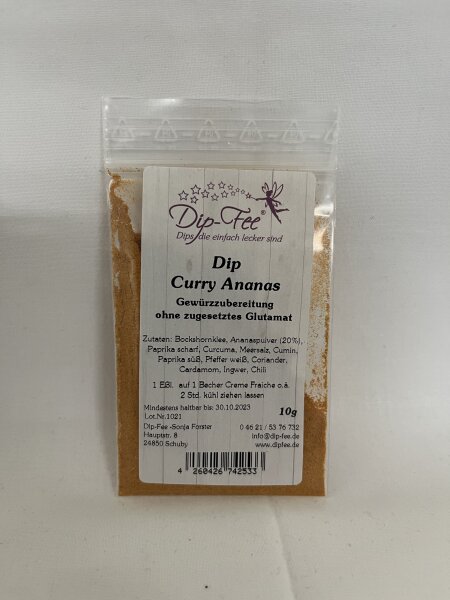 Dip-Fee®
Dips, die einfach lecker sind
Dip
Curry Ananas
Gewürzzubereitung
ohne zugesetztes Glutamat
Zutaten: Bockshornklee, Ananaspulver (20%),
Paprika scharf, Curcuma, Meersalz, Cumin,
Paprika süß, Pfeffer weiß, Coriander,
Cardamom, Ingwer, Chili
1 Eßl. auf 1 Becher Creme Fraiche o.ä.
2 Std. kühl ziehen lassen
Mindestens haltbar bis: 30.10.2023
Lot.Nr.1021
10g
Dip-Fee -Sonja Forster
Hauptstr. 8
24850 Schuby
0 46 21 / 53 76 732
info@dip-fee.de
www.dipfee.de
4 260426 742533